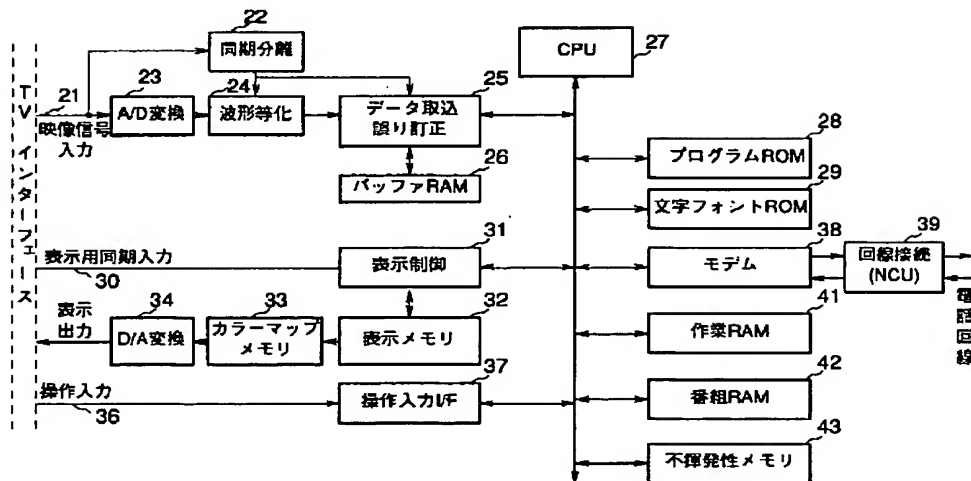 22
同期分離
CPU
27
TV インターフェース
21
映像信号
入力
23
A/D変換
24
波形等化
25
データ取込
誤り訂正
26
バッファRAM
28
プログラムROM
29
文字フォントROM
38
モデム
39
回線接続
(NCU)
電話回線
表示用同期入力
30
31
表示制御
41
作業RAM
表示
出力
34
D/A変換
33
カラーマップ
メモリ
32
表示メモリ
42
番組RAM
操作入力
36
37
操作入力I/F
43
不揮発性メモリ